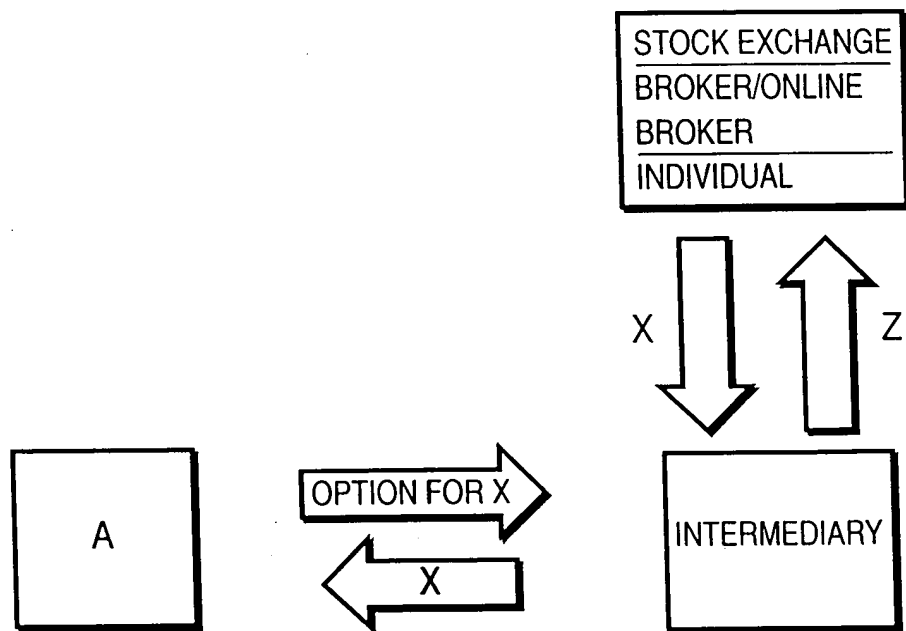 STOCK EXCHANGE
BROKER/ONLINE
BROKER
INDIVIDUAL
X
Z
A
OPTION FOR X
X
INTERMEDIARY